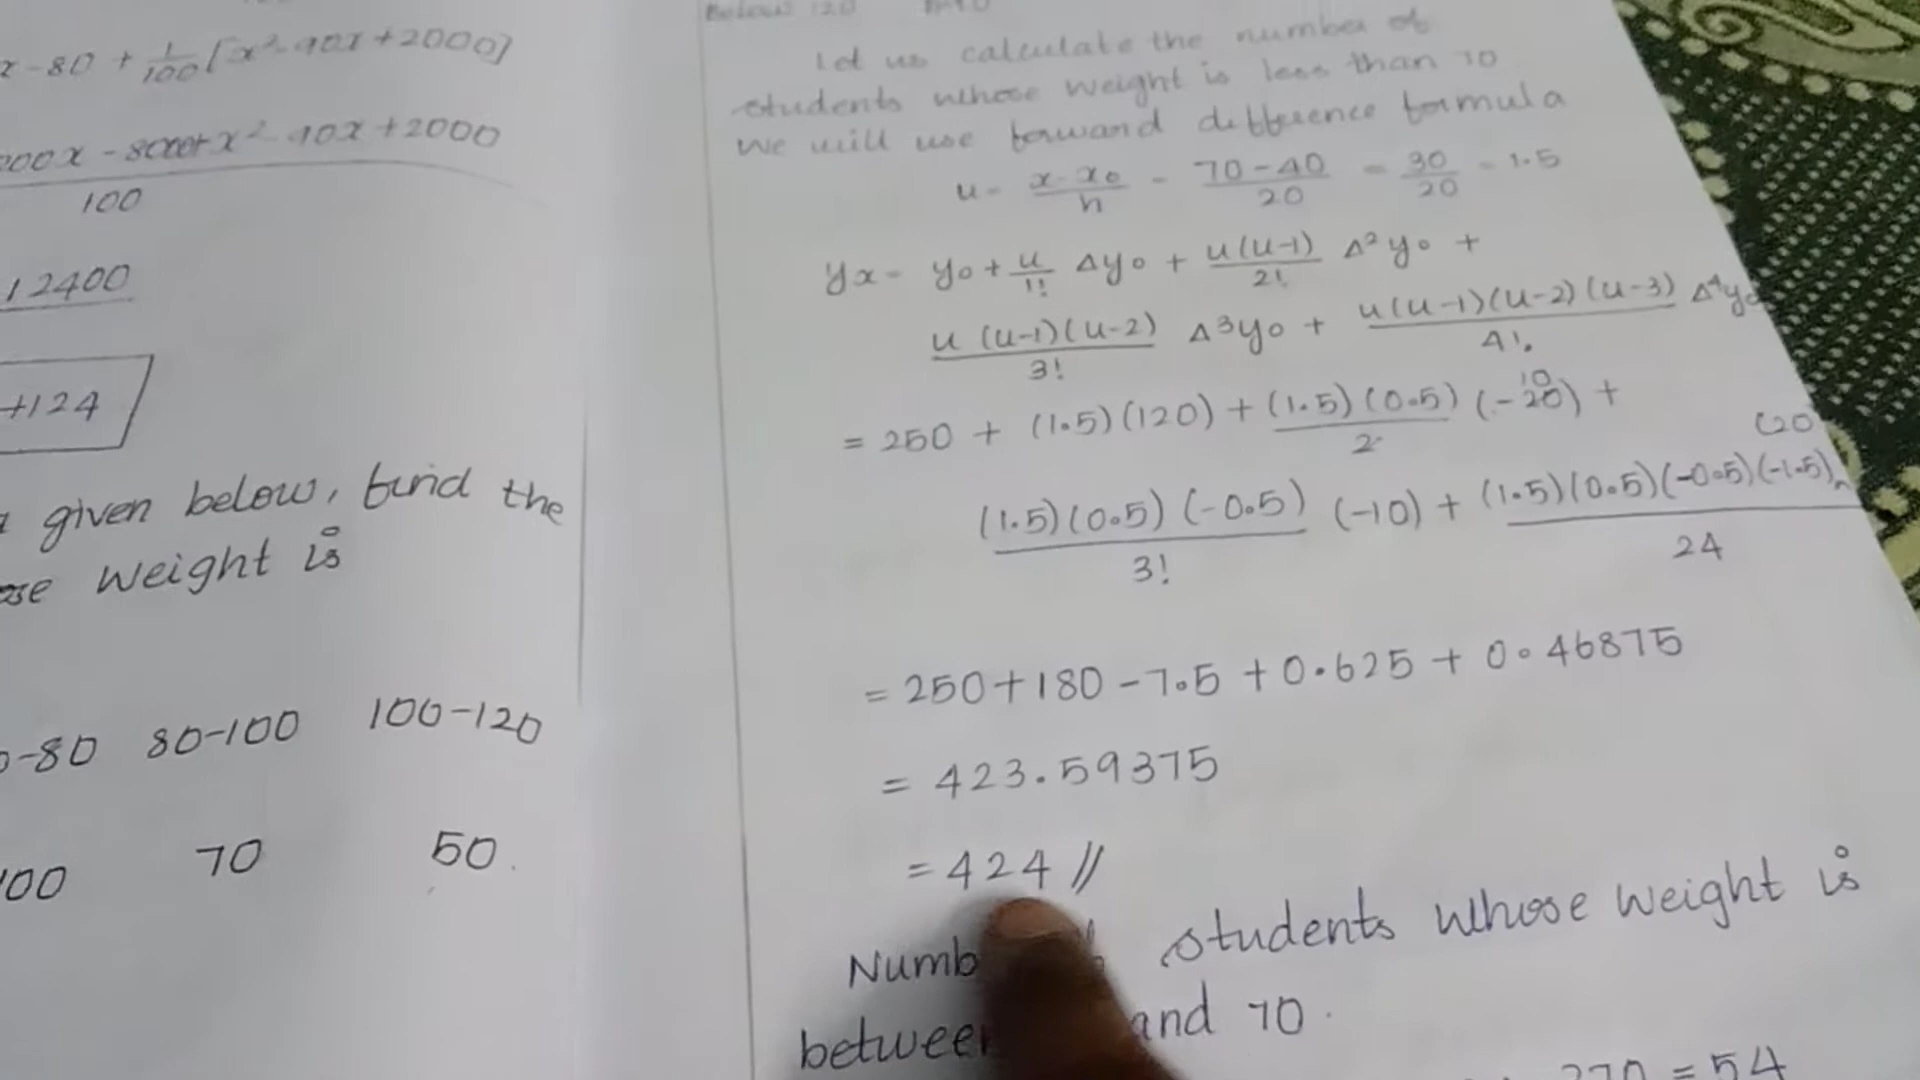 x-80 + 1/100 [x²-90x+2000]
-8000+x²-90x+2000
100
12400
+124
given below, find the
weight is
-80 80-100 100-120
00 70 50
Below 120
Let us calculate the number of
students whose weight is less than 70
We will use forward difference formula
u = x-x0/h = 70-40/20 = 30/20 = 1.5
yx = y0 + u/1! Δy0 + u(u-1)/2! Δ²y0 +
u(u-1)(u-2)/3! Δ³y0 + u(u-1)(u-2)(u-3)/4! Δ⁴y0
= 250 + (1.5)(120) + (1.5)(0.5)/2 (-20) +
(1.5)(0.5)(-0.5)/3! (-10) + (1.5)(0.5)(-0.5)(-1.5)/24 (20
= 250+180-7.5+0.625+0.46875
= 423.59375
= 424 //
students whose weight is
and 70.
= 54